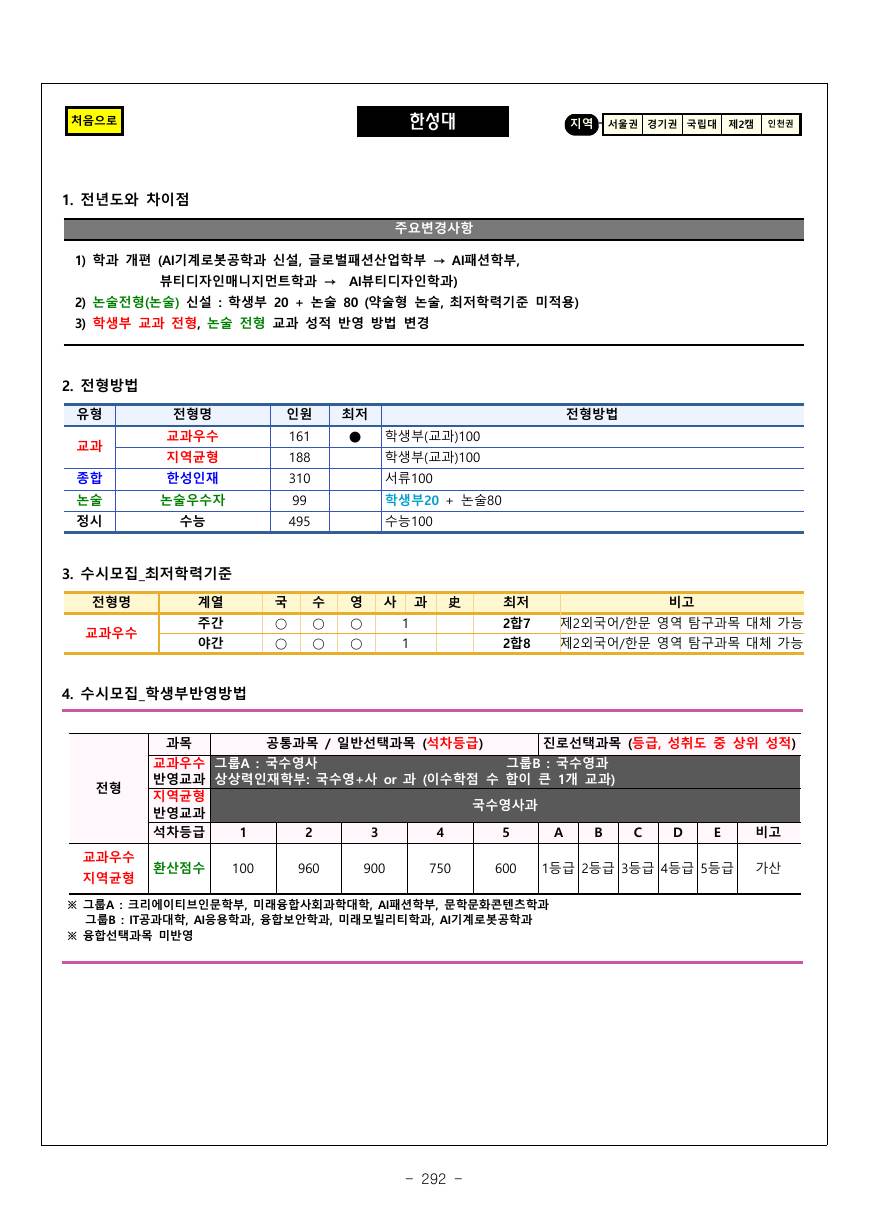 처음으로
한성대
지역 서울권 경기권 국립대 제2캠 인천권
1. 전년도와 차이점
주요변경사항
1) 학과 개편 (AI기계로봇공학과 신설, 글로벌패션산업학부 → AI패션학부,
뷰티디자인매니지먼트학과 → AI뷰티디자인학과)
2) 논술전형(논술) 신설 : 학생부 20 + 논술 80 (약술형 논술, 최저학력기준 미적용)
3) 학생부 교과 전형, 논술 전형 교과 성적 반영 방법 변경
2. 전형방법
유형 전형명 인원 최저 전형방법
교과 교과우수 161 ● 학생부(교과)100
지역균형 188 학생부(교과)100
종합 한성인재 310 서류100
논술 논술우수자 99 학생부20 + 논술80
정시 수능 495 수능100
3. 수시모집_최저학력기준
전형명 계열 국 수 영 사 과 史 최저 비고
교과우수 주간 ○ ○ ○ 1 2합7 제2외국어/한문 영역 탐구과목 대체 가능
야간 ○ ○ ○ 1 2합8 제2외국어/한문 영역 탐구과목 대체 가능
4. 수시모집_학생부반영방법
전형 과목 공통과목 / 일반선택과목 (석차등급) 진로선택과목 (등급, 성취도 중 상위 성적)
교과우수 그룹A : 국수영사 그룹B : 국수영과
반영교과 상상력인재학부: 국수영+사 or 과 (이수학점 수 합이 큰 1개 교과)
지역균형
반영교과 국수영사과
석차등급 1 2 3 4 5 A B C D E 비고
교과우수
지역균형 환산점수 100 960 900 750 600 1등급 2등급 3등급 4등급 5등급 가산
※ 그룹A : 크리에이티브인문학부, 미래융합사회과학대학, AI패션학부, 문학문화콘텐츠학과
그룹B : IT공과대학, AI응용학과, 융합보안학과, 미래모빌리티학과, AI기계로봇공학과
※ 융합선택과목 미반영
- 292 -